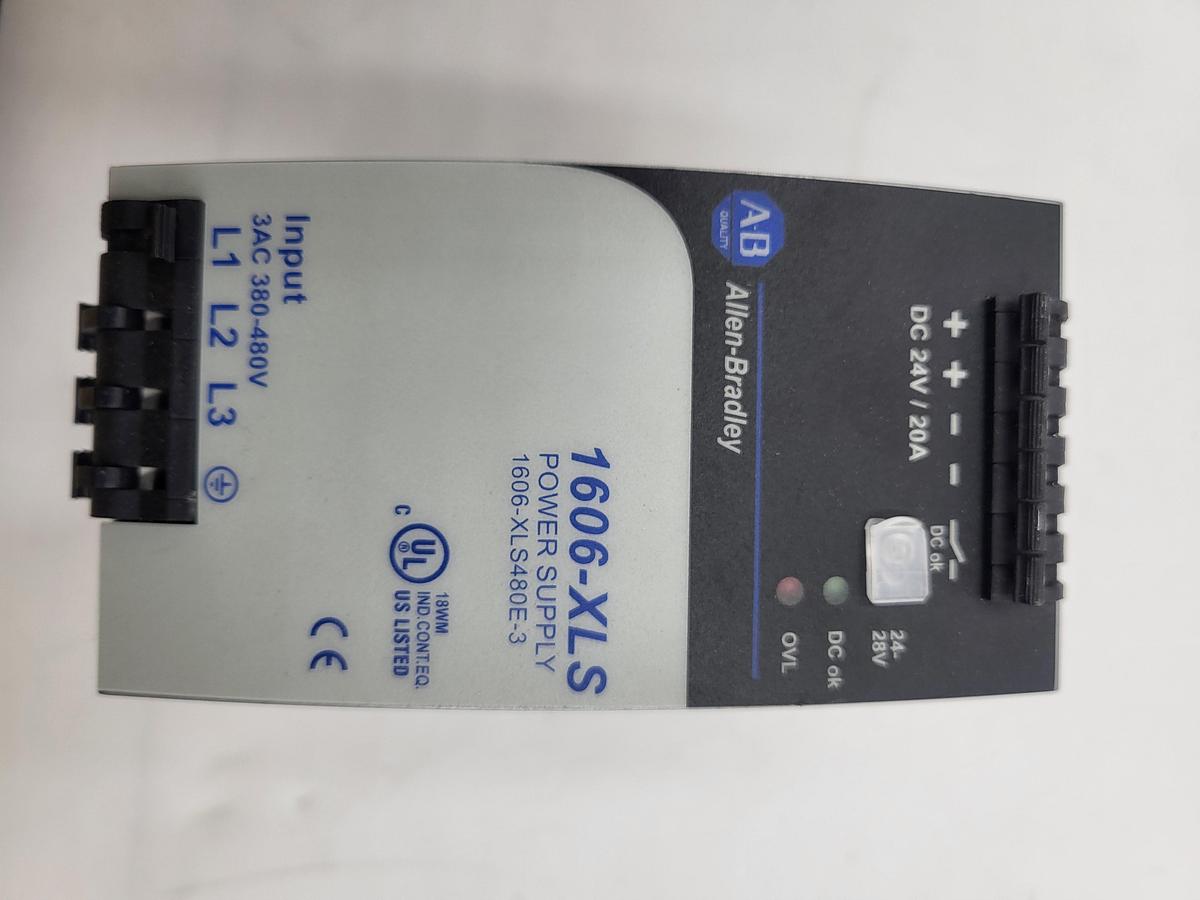 + + - -
DC ok
DC 24V / 20A
24-
28V
DC ok
OVL
A·B
QUALITY
Allen-Bradley
1606-XLS
POWER SUPPLY
1606-XLS480E-3
18WM
IND.CONT.EQ.
C UL ® US LISTED
CE
Input
3AC 380-480V
L1 L2 L3